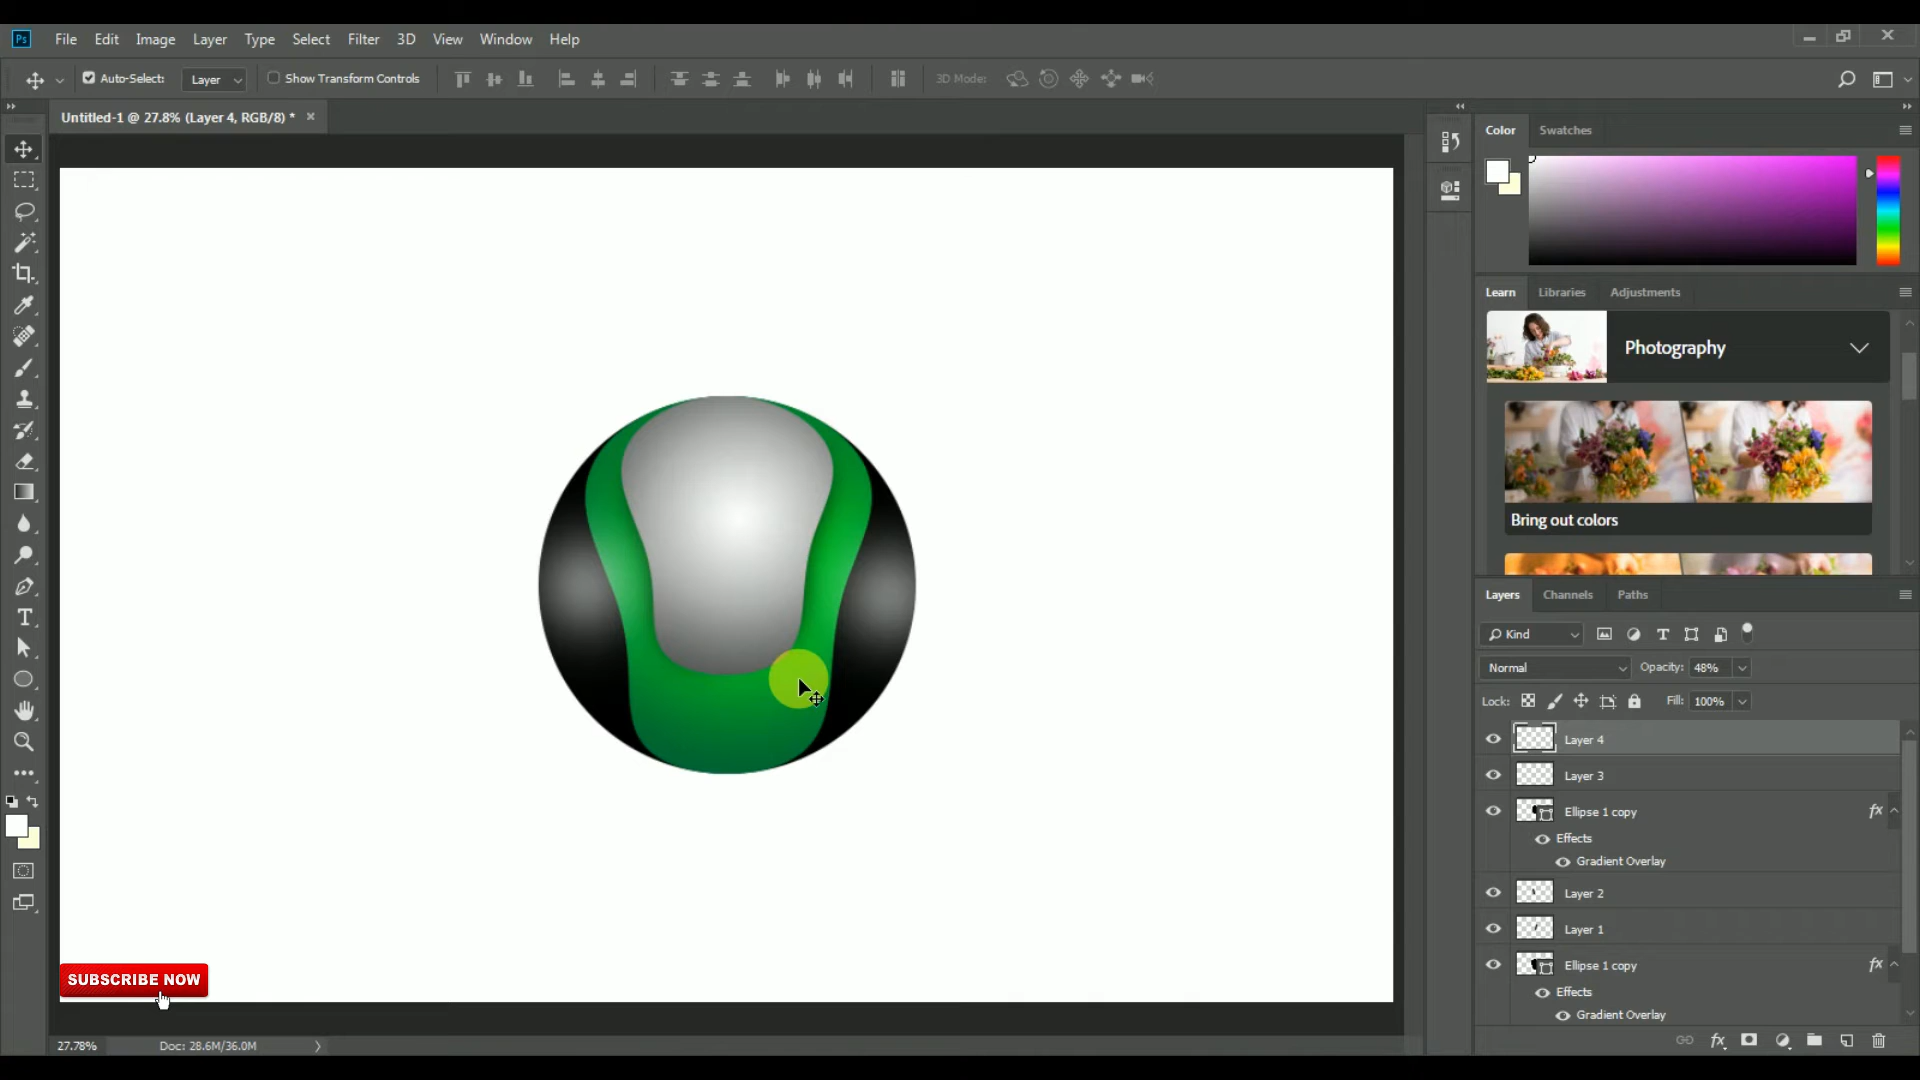 Ps File Edit Image Layer Type Select Filter 3D View Window Help
Auto-Select: Layer Show Transform Controls 3D Mode:
Untitled-1 @ 27.8% (Layer 4, RGB/8) *
Color Swatches
Learn Libraries Adjustments
Photography
Bring out colors
Layers Channels Paths
Kind
Normal Opacity: 48%
Lock: Fill: 100%
Layer 4
Layer 3
Ellipse 1 copy fx
Effects
Gradient Overlay
Layer 2
Layer 1
Ellipse 1 copy fx
Effects
Gradient Overlay
fx
SUBSCRIBE NOW
27.78% Doc: 28.6M/36.0M